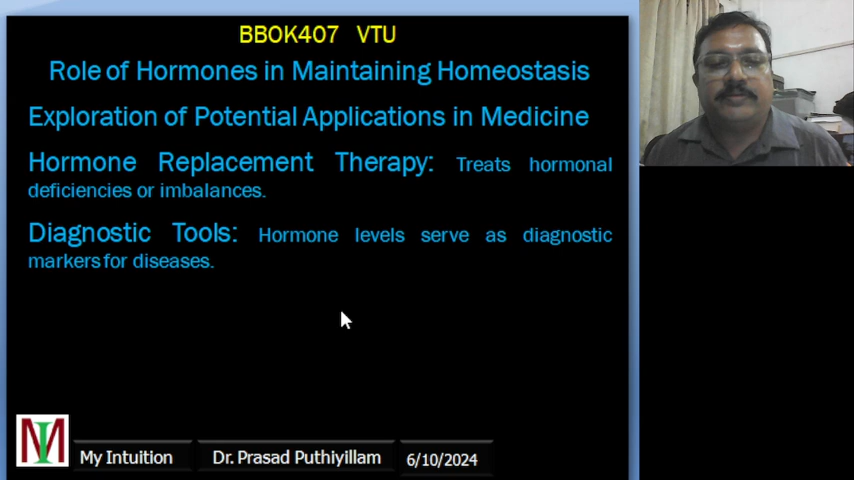 BBOK407 VTU
Role of Hormones in Maintaining Homeostasis
Exploration of Potential Applications in Medicine
Hormone Replacement Therapy: Treats hormonal
deficiencies or imbalances.
Diagnostic Tools: Hormone levels serve as diagnostic
markers for diseases.
MI
My Intuition
Dr. Prasad Puthiyillam
6/10/2024